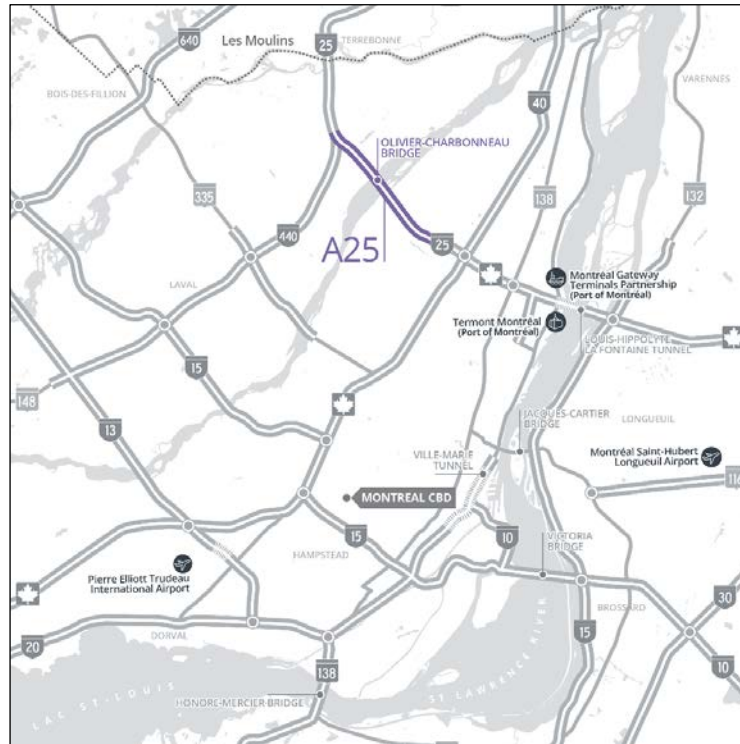 640
Les Moulins
25
TERREBONNE
BOIS-DES-FILLION
VARENNES
40
OLIVIER-CHARBONNEAU
BRIDGE
335
138
132
440
A25
25
LAVAL
Montréal Gateway
Terminals Partnership
(Port of Montréal)
Termont Montréal
(Port of Montréal)
LOUIS-HIPPOLYTE
LA FONTAINE TUNNEL
15
148
13
JACQUES-CARTIER
BRIDGE
LONGUEUIL
VILLE-MARIE
TUNNEL
Montréal Saint-Hubert
Longueuil Airport
116
MONTREAL CBD
15
10
VICTORIA
BRIDGE
HAMPSTEAD
Pierre Elliott Trudeau
International Airport
BROSSARD
30
15
20
DORVAL
138
10
ST LAWRENCE RIVER
HONORE-MERCIER BRIDGE
LAC ST-LOUIS